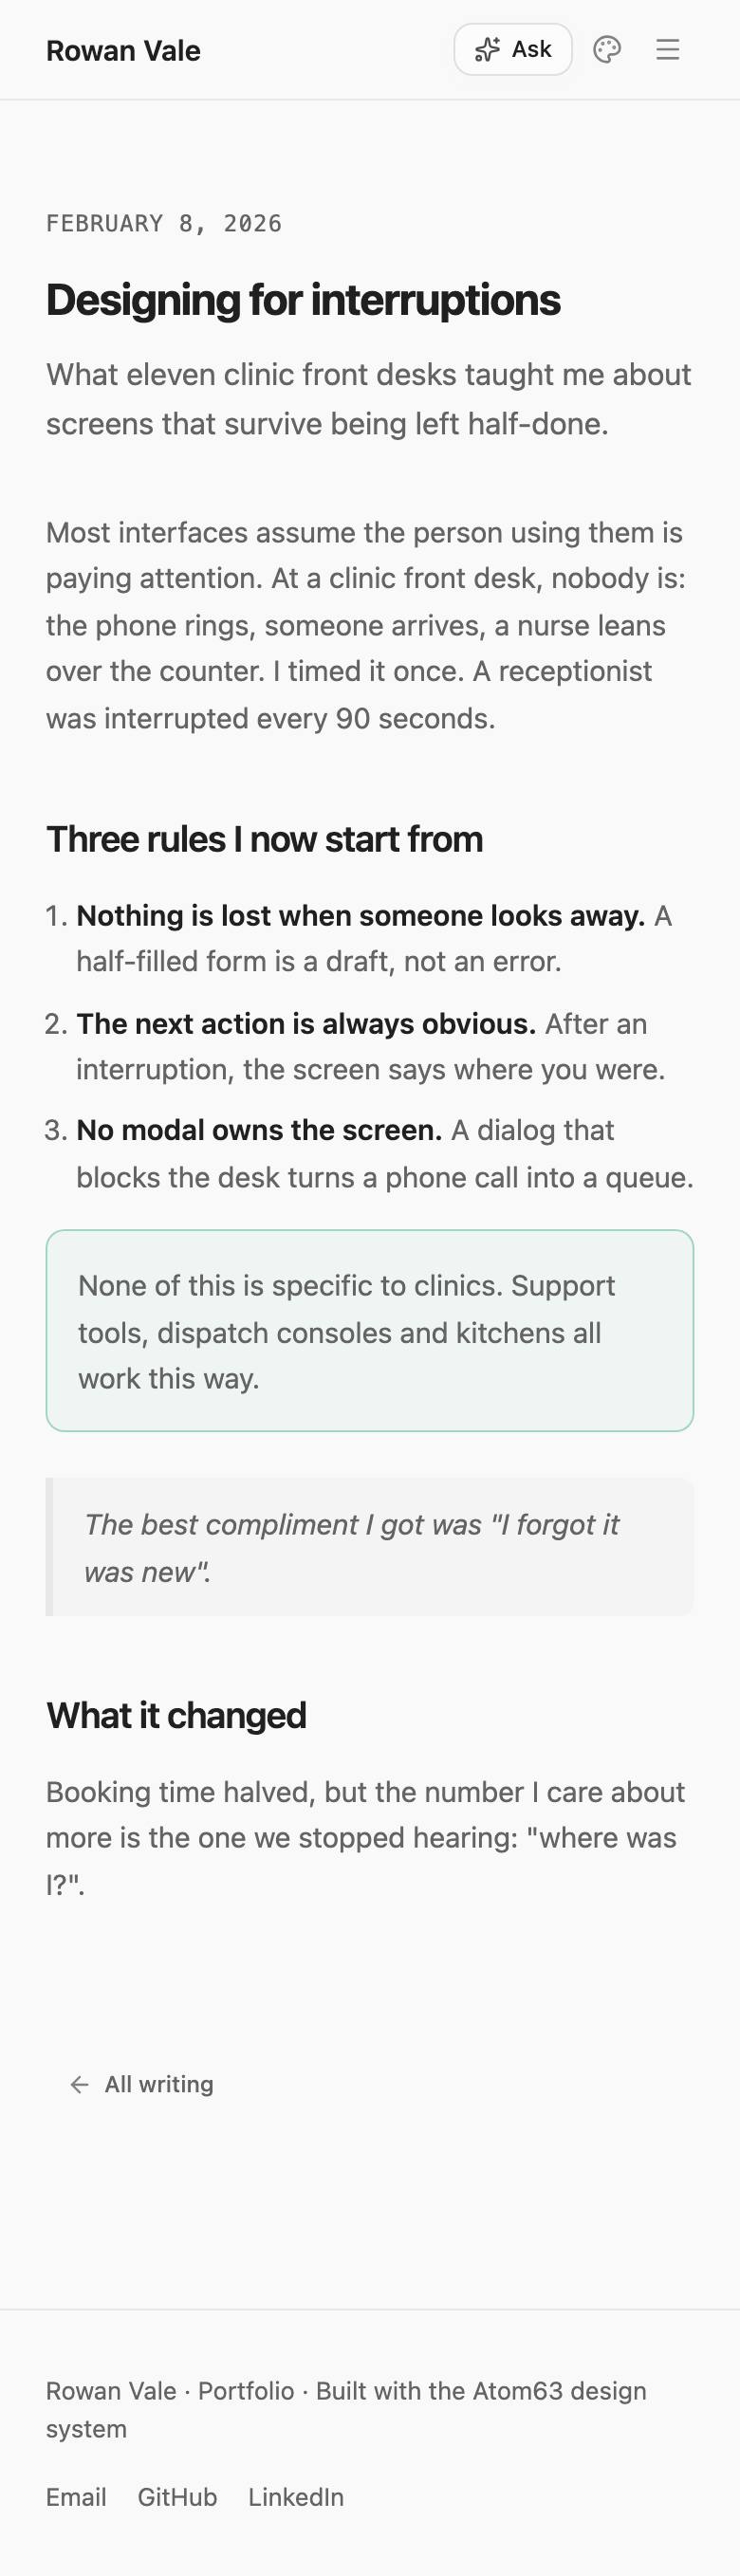 Rowan Vale
Ask
FEBRUARY 8, 2026
Designing for interruptions
What eleven clinic front desks taught me about
screens that survive being left half-done.
Most interfaces assume the person using them is
paying attention. At a clinic front desk, nobody is:
the phone rings, someone arrives, a nurse leans
over the counter. I timed it once. A receptionist
was interrupted every 90 seconds.
Three rules I now start from
1. Nothing is lost when someone looks away. A
half-filled form is a draft, not an error.
2. The next action is always obvious. After an
interruption, the screen says where you were.
3. No modal owns the screen. A dialog that
blocks the desk turns a phone call into a queue.
None of this is specific to clinics. Support
tools, dispatch consoles and kitchens all
work this way.
The best compliment I got was "I forgot it
was new".
What it changed
Booking time halved, but the number I care about
more is the one we stopped hearing: "where was
I?".
← All writing
Rowan Vale · Portfolio · Built with the Atom63 design
system
Email GitHub LinkedIn